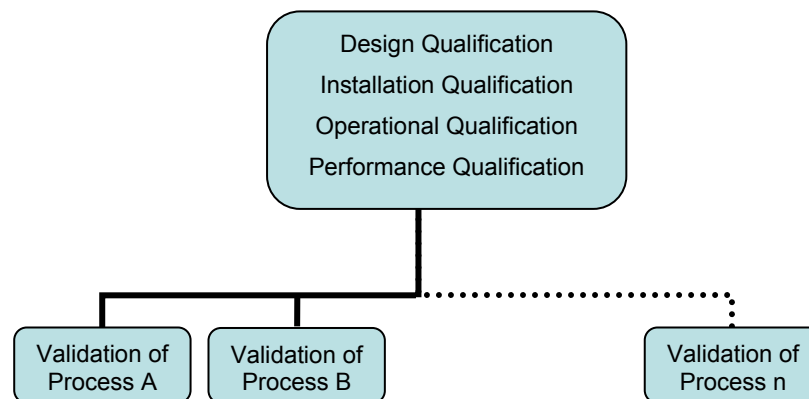 Design Qualification
Installation Qualification
Operational Qualification
Performance Qualification
Validation of
Process A
Validation of
Process B
Validation of
Process n